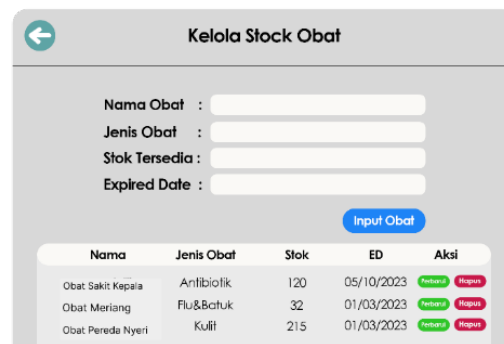 Kelola Stock Obat
Nama Obat :
Jenis Obat :
Stok Tersedia :
Expired Date :
Input Obat
Nama Jenis Obat Stok ED Aksi
Obat Sakit Kepala Antibiotik 120 05/10/2023 Perbarui Hapus
Obat Meriang Flu&Batuk 32 01/03/2023 Perbarui Hapus
Obat Pereda Nyeri Kulit 215 01/03/2023 Perbarui Hapus